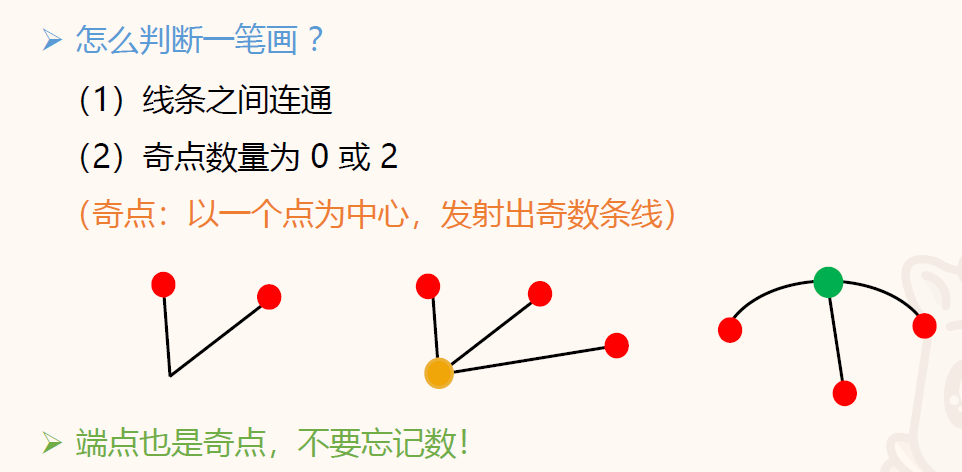 ➢ 怎么判断一笔画？
（1）线条之间连通
（2）奇点数量为 0 或 2
（奇点：以一个点为中心，发射出奇数条线）
➢ 端点也是奇点，不要忘记数！